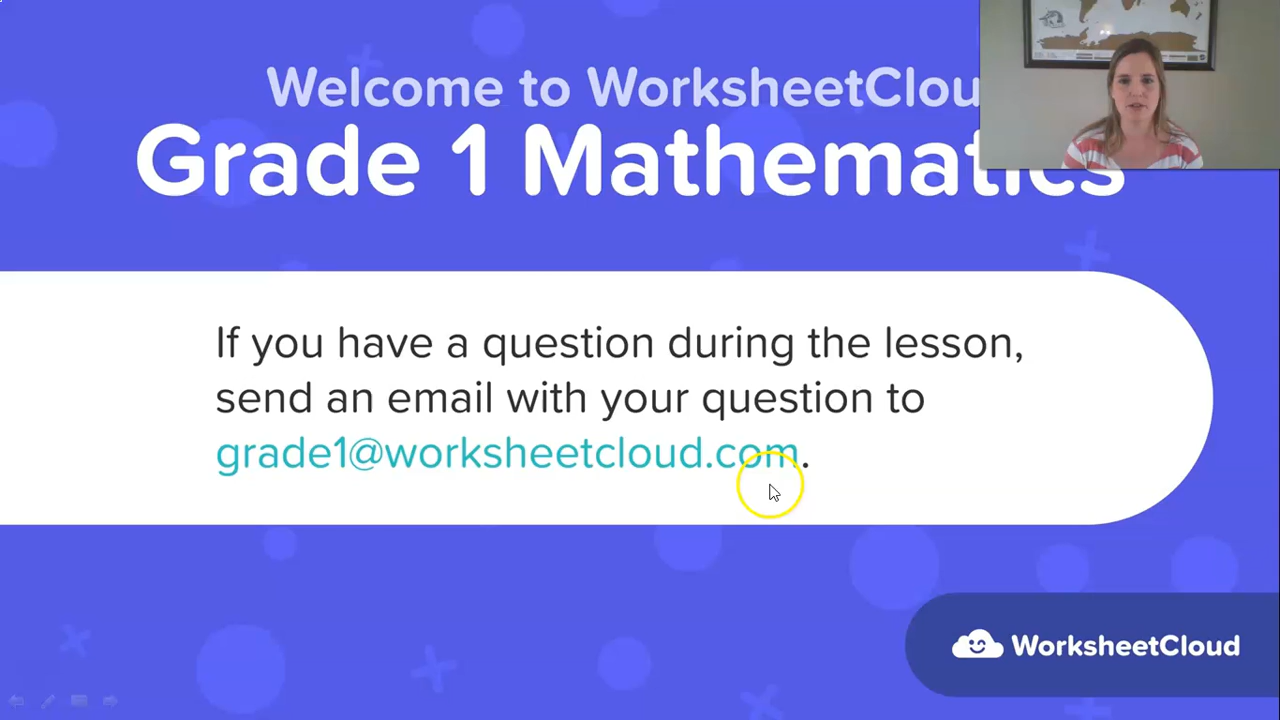 Welcome to WorksheetClou
Grade 1 Mathematics
If you have a question during the lesson,
send an email with your question to
grade1@worksheetcloud.com.
WorksheetCloud